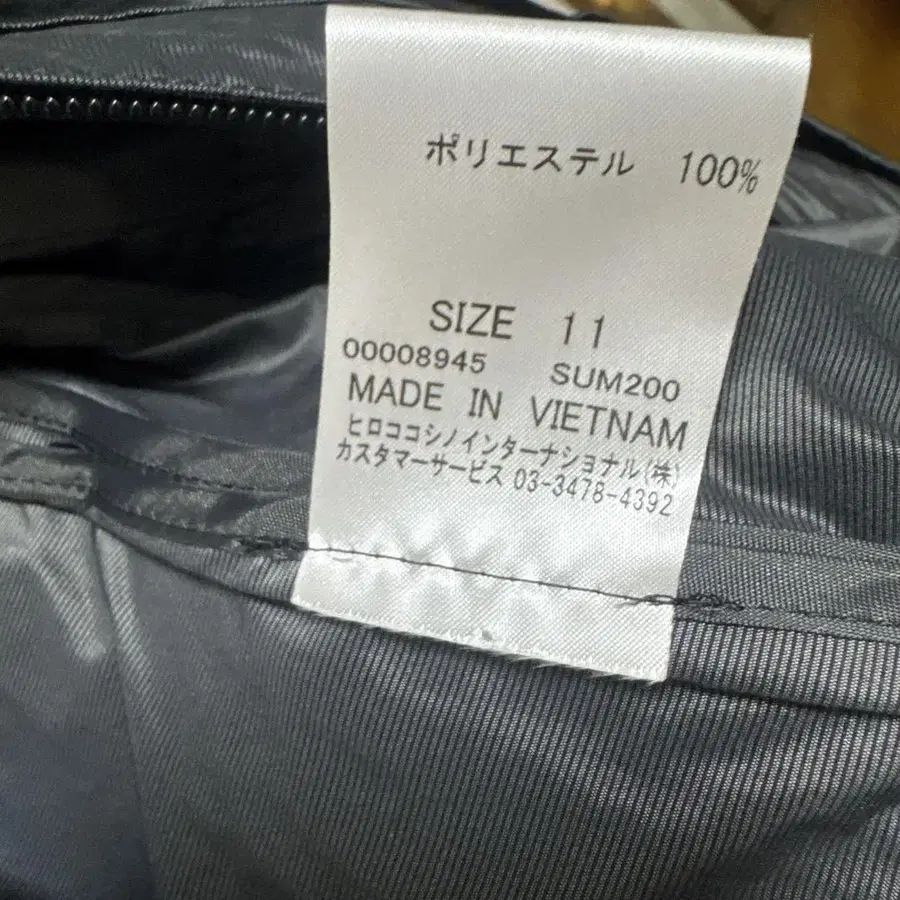 ポリエステル 100%
SIZE 11
00008945 SUM200
MADE IN VIETNAM
ヒロココシノインターナショナル(株)
カスタマーサービス 03-3478-4392